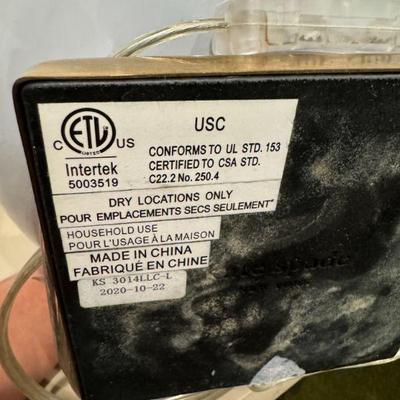 ETL
LISTED
C US
Intertek
5003519
USC
CONFORMS TO UL STD. 153
CERTIFIED TO CSA STD.
C22.2 No. 250.4
DRY LOCATIONS ONLY
POUR EMPLACEMENTS SECS SEULEMENT"
HOUSEHOLD USE
POUR L'USAGE À LA MAISON
MADE IN CHINA
FABRIQUÉ EN CHINE
KS 3014LLC-L
2020-10-22
kate spade